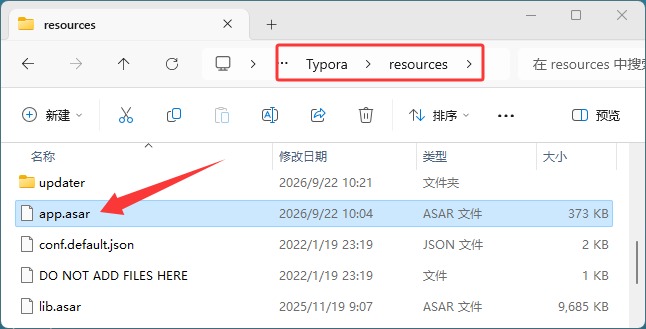 resources
… Typora resources 在 resources 中搜索
新建 排序 … 预览
名称 修改日期 类型 大小
updater 2026/9/22 10:21 文件夹
app.asar 2026/9/22 10:04 ASAR 文件 373 KB
conf.default.json 2022/1/19 23:19 JSON 文件 2 KB
DO NOT ADD FILES HERE 2022/1/19 23:19 文件 1 KB
lib.asar 2025/11/19 9:07 ASAR 文件 9,685 KB